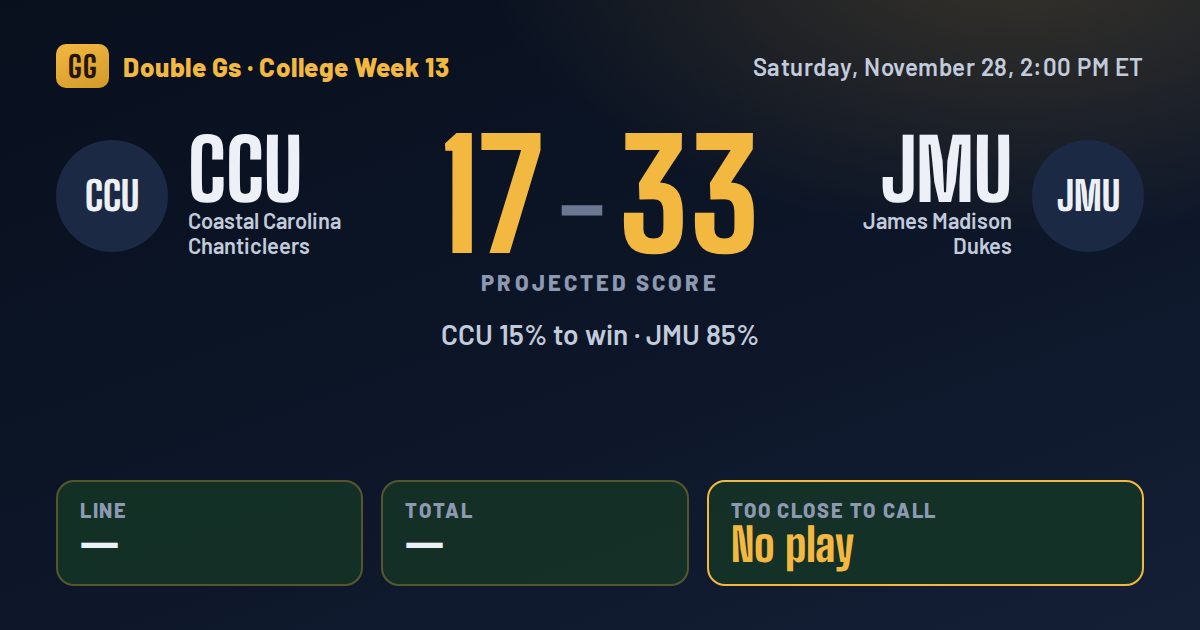 GG
Double Gs · College Week 13
Saturday, November 28, 2:00 PM ET
CCU
CCU
Coastal Carolina
Chanticleers
17 – 33
PROJECTED SCORE
CCU 15% to win · JMU 85%
JMU
James Madison
Dukes
JMU
LINE
—
TOTAL
—
TOO CLOSE TO CALL
No play